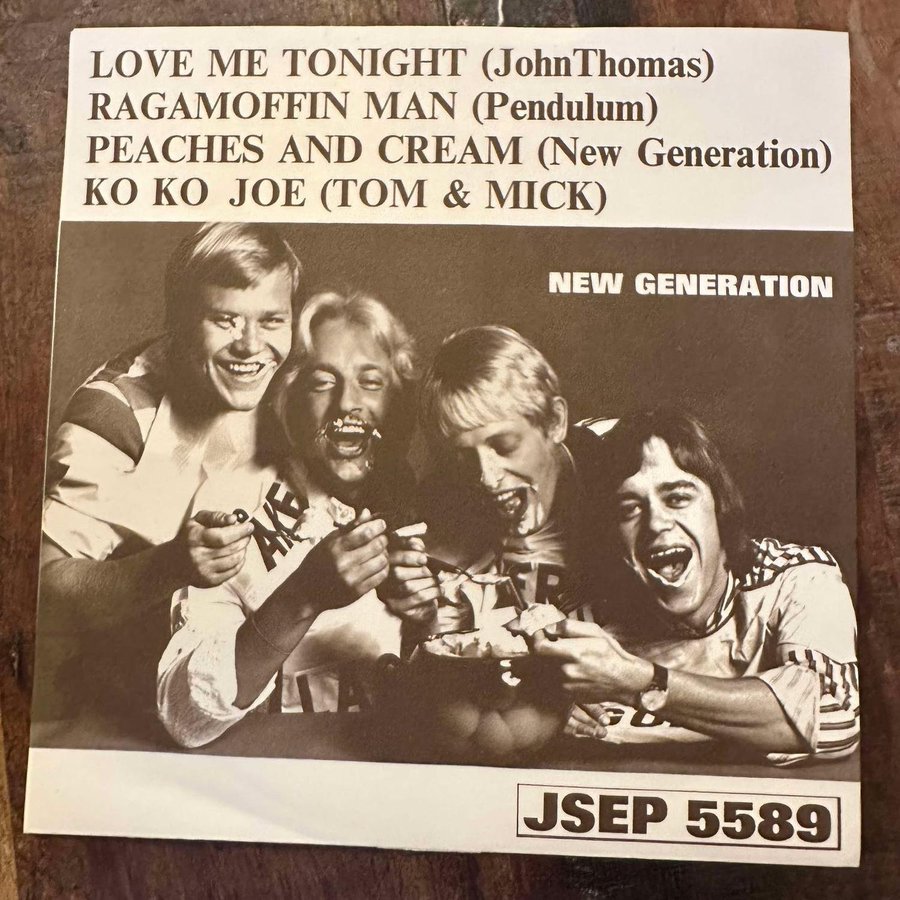 LOVE ME TONIGHT (JohnThomas)
RAGAMOFFIN MAN (Pendulum)
PEACHES AND CREAM (New Generation)
KO KO JOE (TOM & MICK)
NEW GENERATION
AKE
JSEP 5589